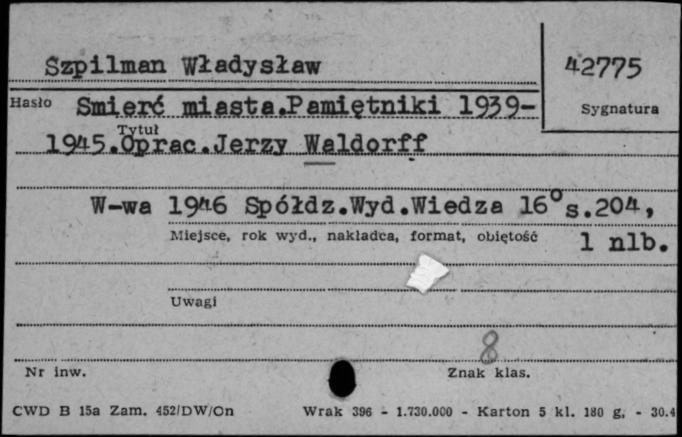 Szpilman Władysław 42775
Hasło Smierć miasta.Pamiętniki 1939- Sygnatura
Tytuł
1945.Oprac.Jerzy Waldorff
W-wa 1946 Spółdz.Wyd.Wiedza 16° s.204,
Miejsce, rok wyd., nakładca, format, objętość 1 nlb.
Uwagi
8
Nr inw. Znak klas.
CWD B 15a Zam. 452/DW/On Wrak 396 - 1.730.000 - Karton 5 kl. 180 g, - 30.4